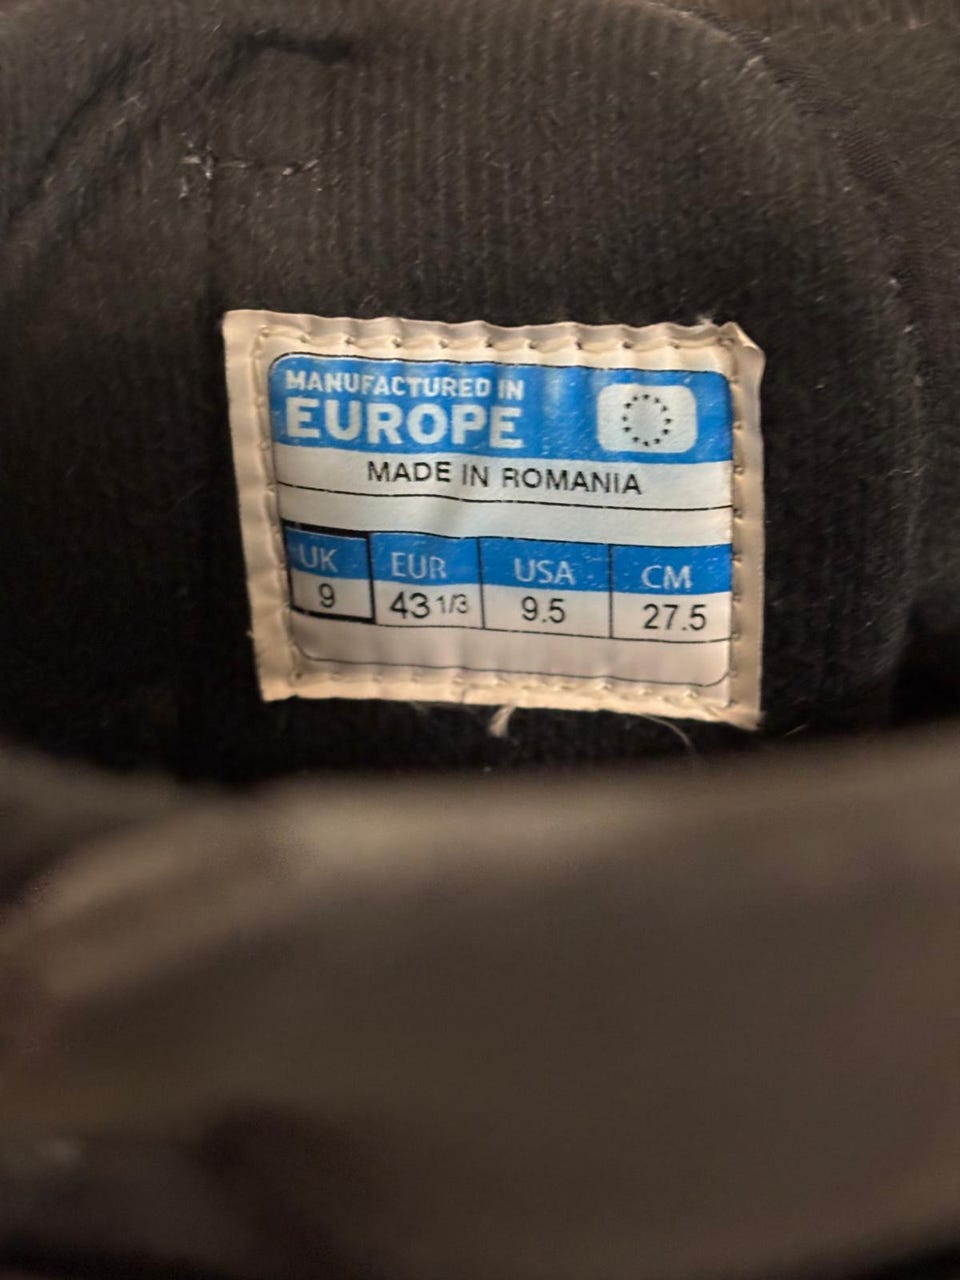 MANUFACTURED IN
EUROPE
MADE IN ROMANIA
UK EUR USA CM
9 43 1/3 9.5 27.5